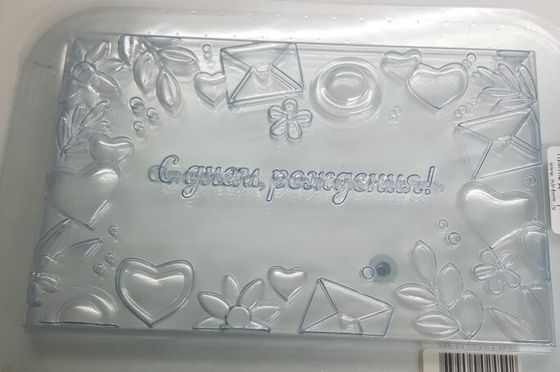 С днем рождения!